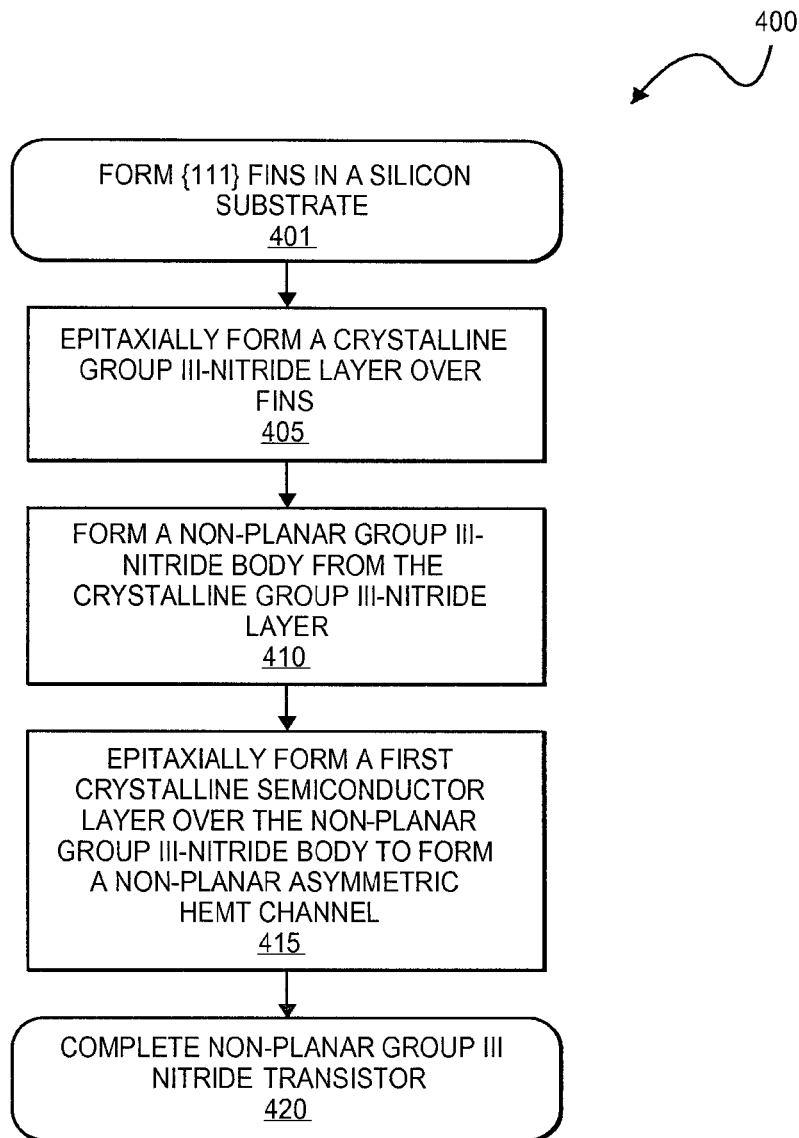 400
FORM {111} FINS IN A SILICON
SUBSTRATE
401
EPITAXIALLY FORM A CRYSTALLINE
GROUP III-NITRIDE LAYER OVER
FINS
405
FORM A NON-PLANAR GROUP III-
NITRIDE BODY FROM THE
CRYSTALLINE GROUP III-NITRIDE
LAYER
410
EPITAXIALLY FORM A FIRST
CRYSTALLINE SEMICONDUCTOR
LAYER OVER THE NON-PLANAR
GROUP III-NITRIDE BODY TO FORM
A NON-PLANAR ASYMMETRIC
HEMT CHANNEL
415
COMPLETE NON-PLANAR GROUP III
NITRIDE TRANSISTOR
420